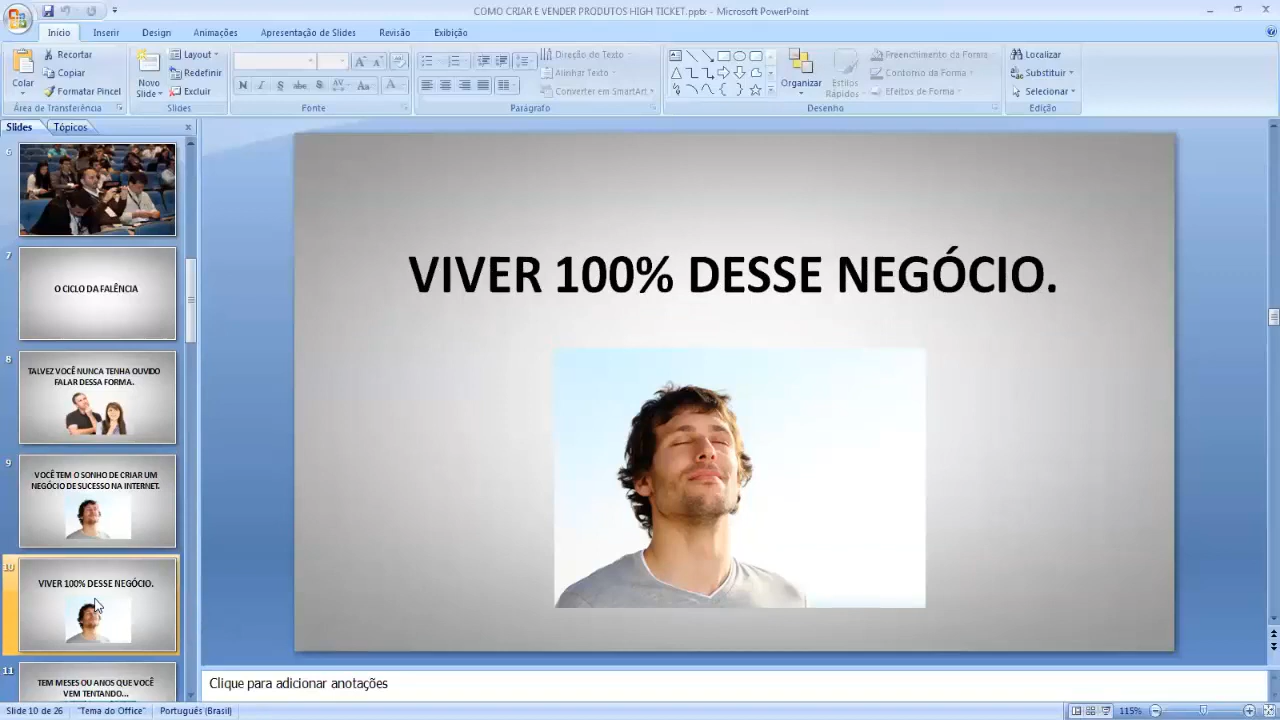 COMO CRIAR E VENDER PRODUTOS HIGH TICKET.pptx - Microsoft PowerPoint
Início Inserir Design Animações Apresentação de Slides Revisão Exibição
Colar
Recortar
Copiar
Formatar Pincel
Área de Transferência
Novo
Slide
Layout
Redefinir
Excluir
Slides
N I S abc S AV Aa A
Fonte
Direção de Texto
Alinhar Texto
Converter em SmartArt
Parágrafo
Organizar
Estilos
Rápidos
Preenchimento da Forma
Contorno da Forma
Efeitos de Forma
Desenho
Localizar
Substituir
Selecionar
Edição
Slides Tópicos
6
7
O CICLO DA FALÊNCIA
8
TALVEZ VOCÊ NUNCA TENHA OUVIDO
FALAR DESSA FORMA.
9
VOCÊ TEM O SONHO DE CRIAR UM
NEGÓCIO DE SUCESSO NA INTERNET.
10
VIVER 100% DESSE NEGÓCIO.
11
TEM MESES OU ANOS QUE VOCÊ
VEM TENTANDO...
VIVER 100% DESSE NEGÓCIO.
Clique para adicionar anotações
Slide 10 de 26 "Tema do Office" Português (Brasil) 115%